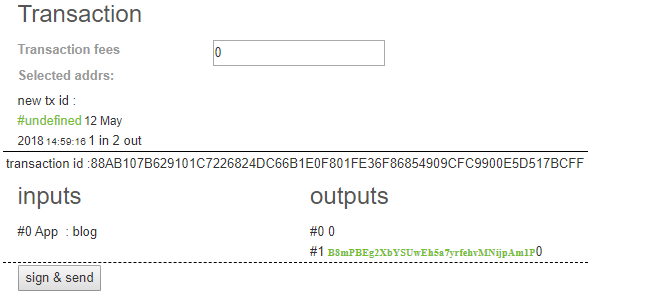 Transaction
Transaction fees 0
Selected addrs:
new tx id :
#undefined 12 May
2018 14:59:16 1 in 2 out
transaction id :88AB107B629101C7226824DC66B1E0F801FE36F86854909CFC9900E5D517BCFF
inputs outputs
#0 App : blog #0 0
#1 B8mPBEg2XbYSUwEh5a7yrfehvMNijpAm1P0
sign & send